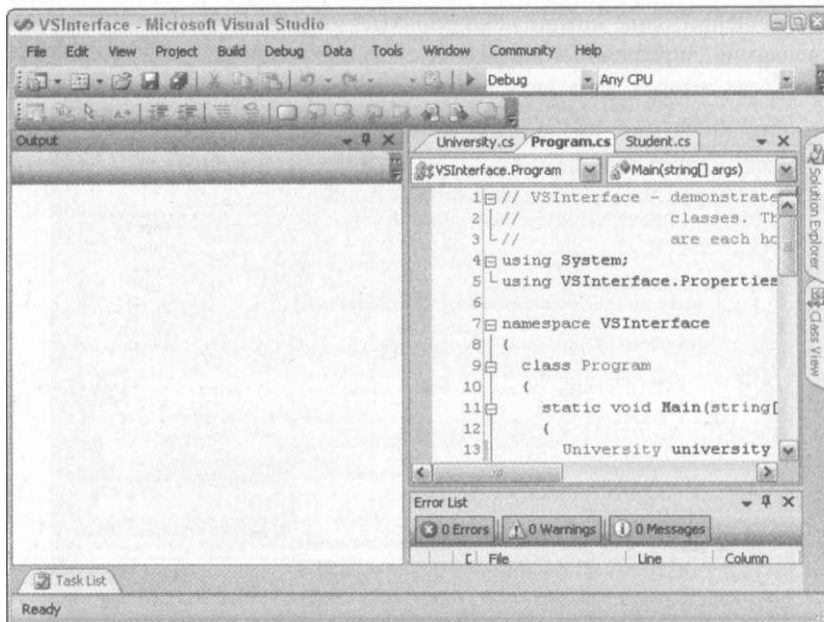 VSInterface - Microsoft Visual Studio
File Edit View Project Build Debug Data Tools Window Community Help
Debug Any CPU
Output
University.cs Program.cs Student.cs
VSInterface.Program Main(string[] args)
1 // VSInterface - demonstrate
2 // classes. Th
3 // are each ho
4 using System;
5 using VSInterface.Properties
6
7 namespace VSInterface
8 {
9 class Program
10 {
11 static void Main(string[
12 {
13 University university
Solution Explorer
Class View
Error List
0 Errors 0 Warnings 0 Messages
File Line Column
Task List
Ready